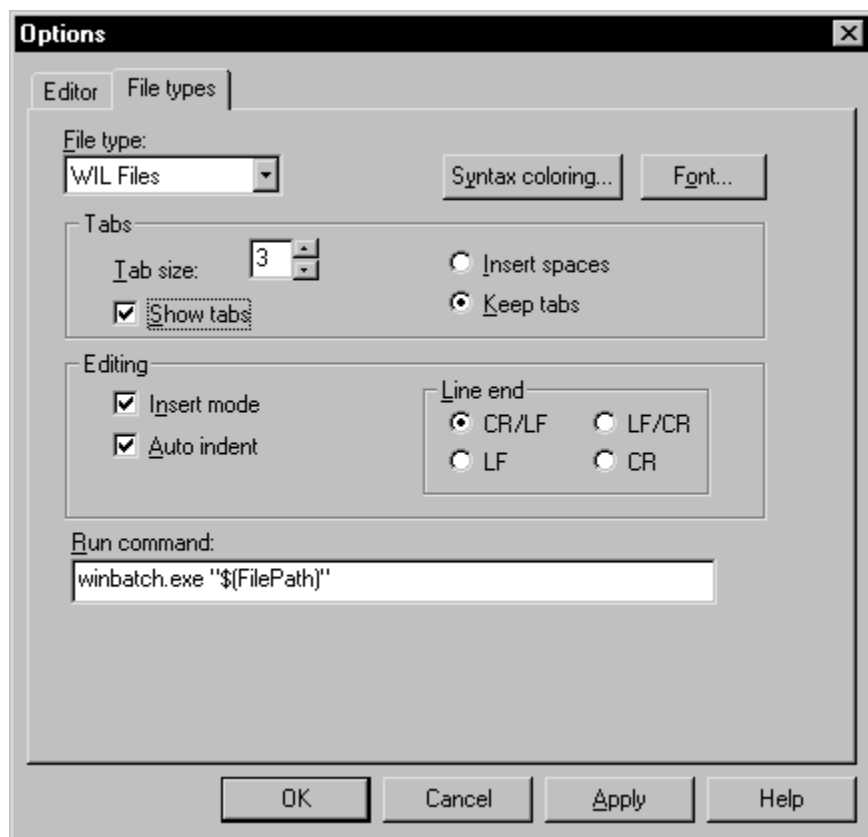 Options
Editor
File types
File type:
WIL Files
Syntax coloring...
Font...
Tabs
Tab size:
3
Insert spaces
Show tabs
Keep tabs
Editing
Insert mode
Auto indent
Line end
CR/LF
LF/CR
LF
CR
Run command:
winbatch.exe "$(FilePath)"
OK
Cancel
Apply
Help